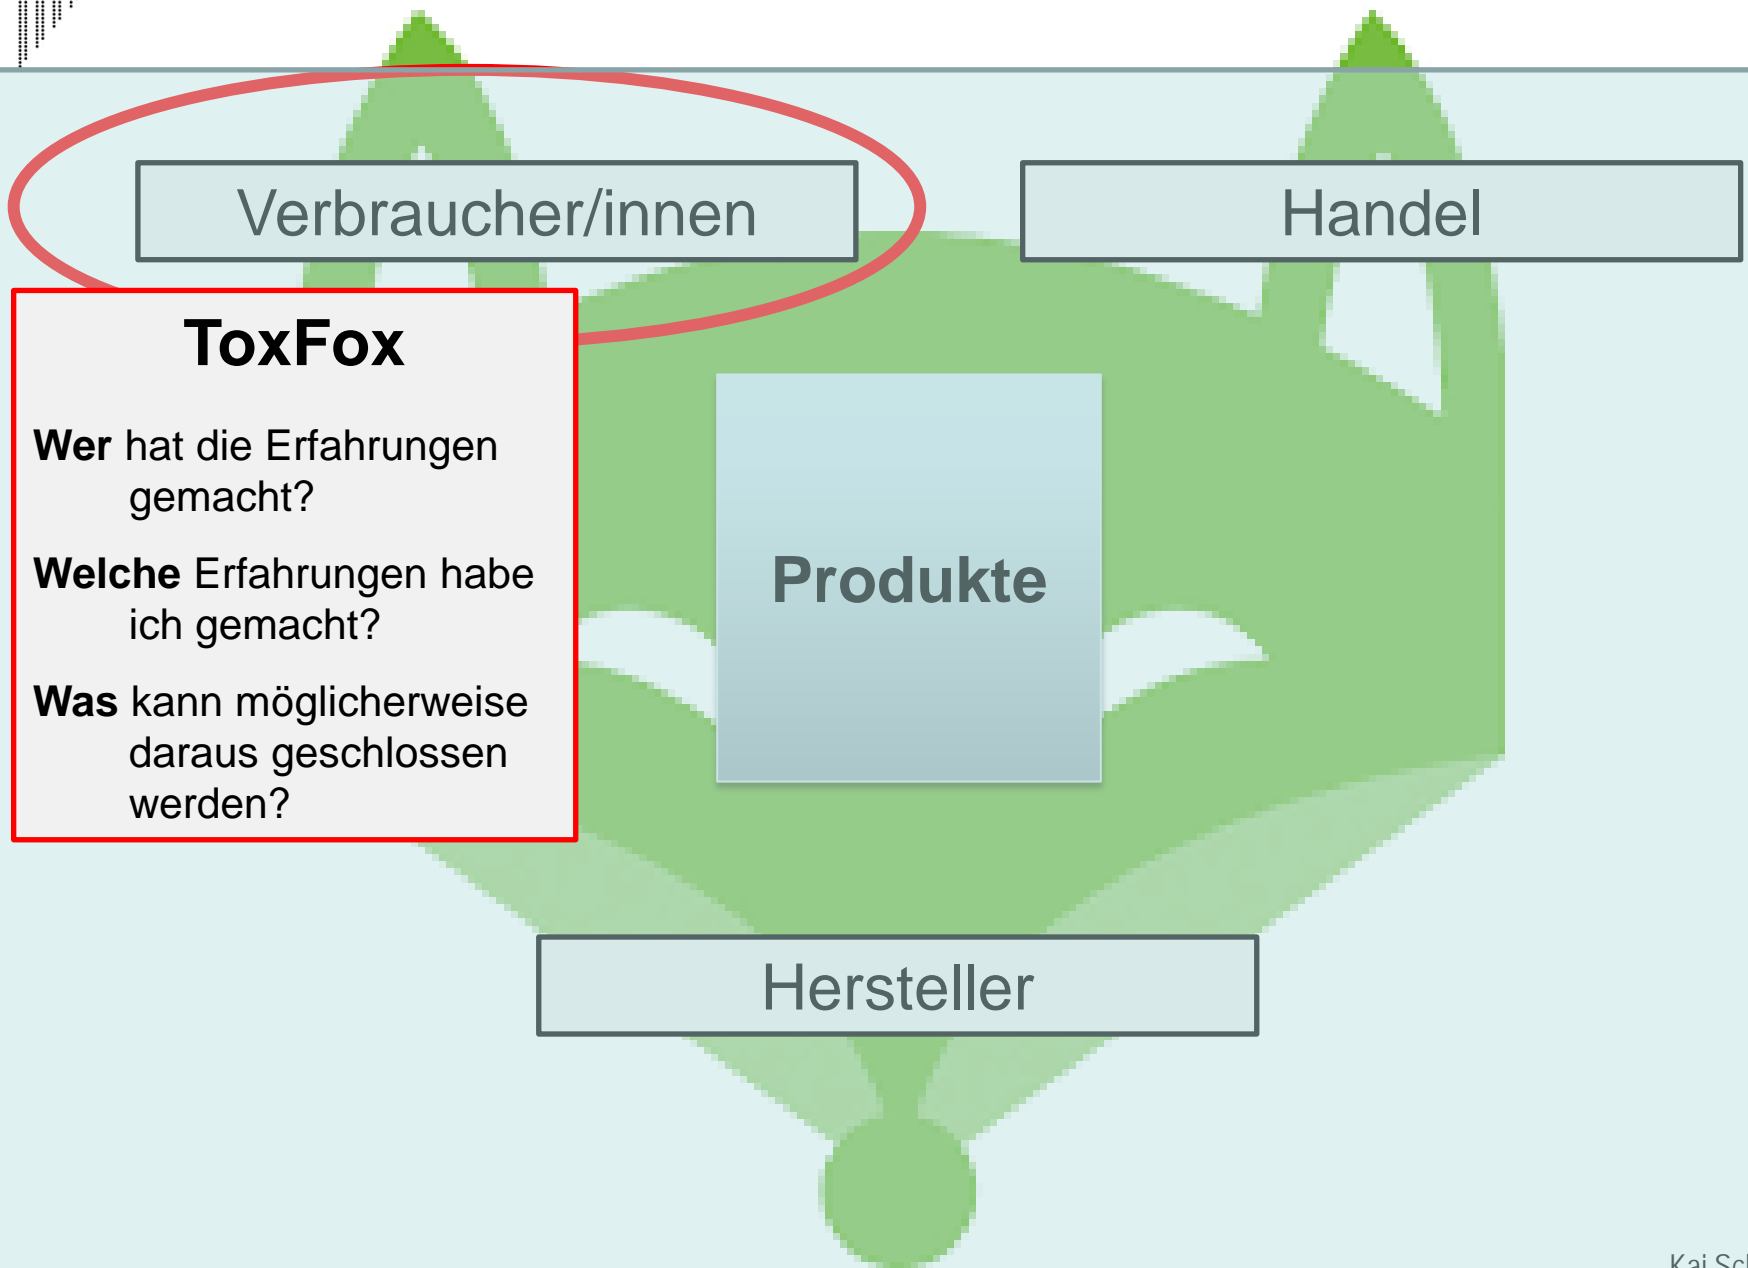 Verbraucher/innen
Handel
ToxFox
Wer hat die Erfahrungen
gemacht?
Welche Erfahrungen habe
ich gemacht?
Was kann möglicherweise
daraus geschlossen
werden?
Produkte
Hersteller
Kai